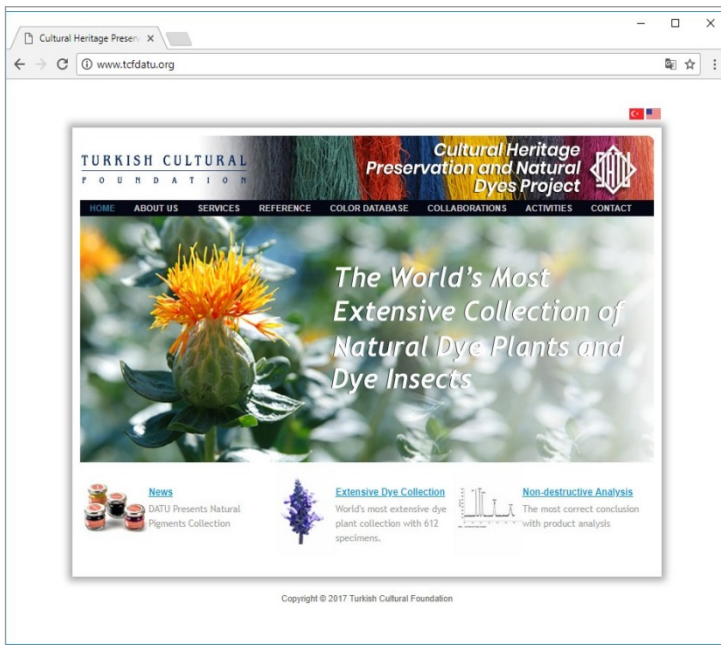 Cultural Heritage Preserv
www.tcfdatu.org
TURKISH CULTURAL
FOUNDATION
Cultural Heritage
Preservation and Natural
Dyes Project
DATU
HOME ABOUT US SERVICES REFERENCE COLOR DATABASE COLLABORATIONS ACTIVITIES CONTACT
The World's Most
Extensive Collection of
Natural Dye Plants and
Dye Insects
News
DATU Presents Natural
Pigments Collection
Extensive Dye Collection
World's most extensive dye
plant collection with 612
specimens.
Non-destructive Analysis
The most correct conclusion
with product analysis
Copyright © 2017 Turkish Cultural Foundation